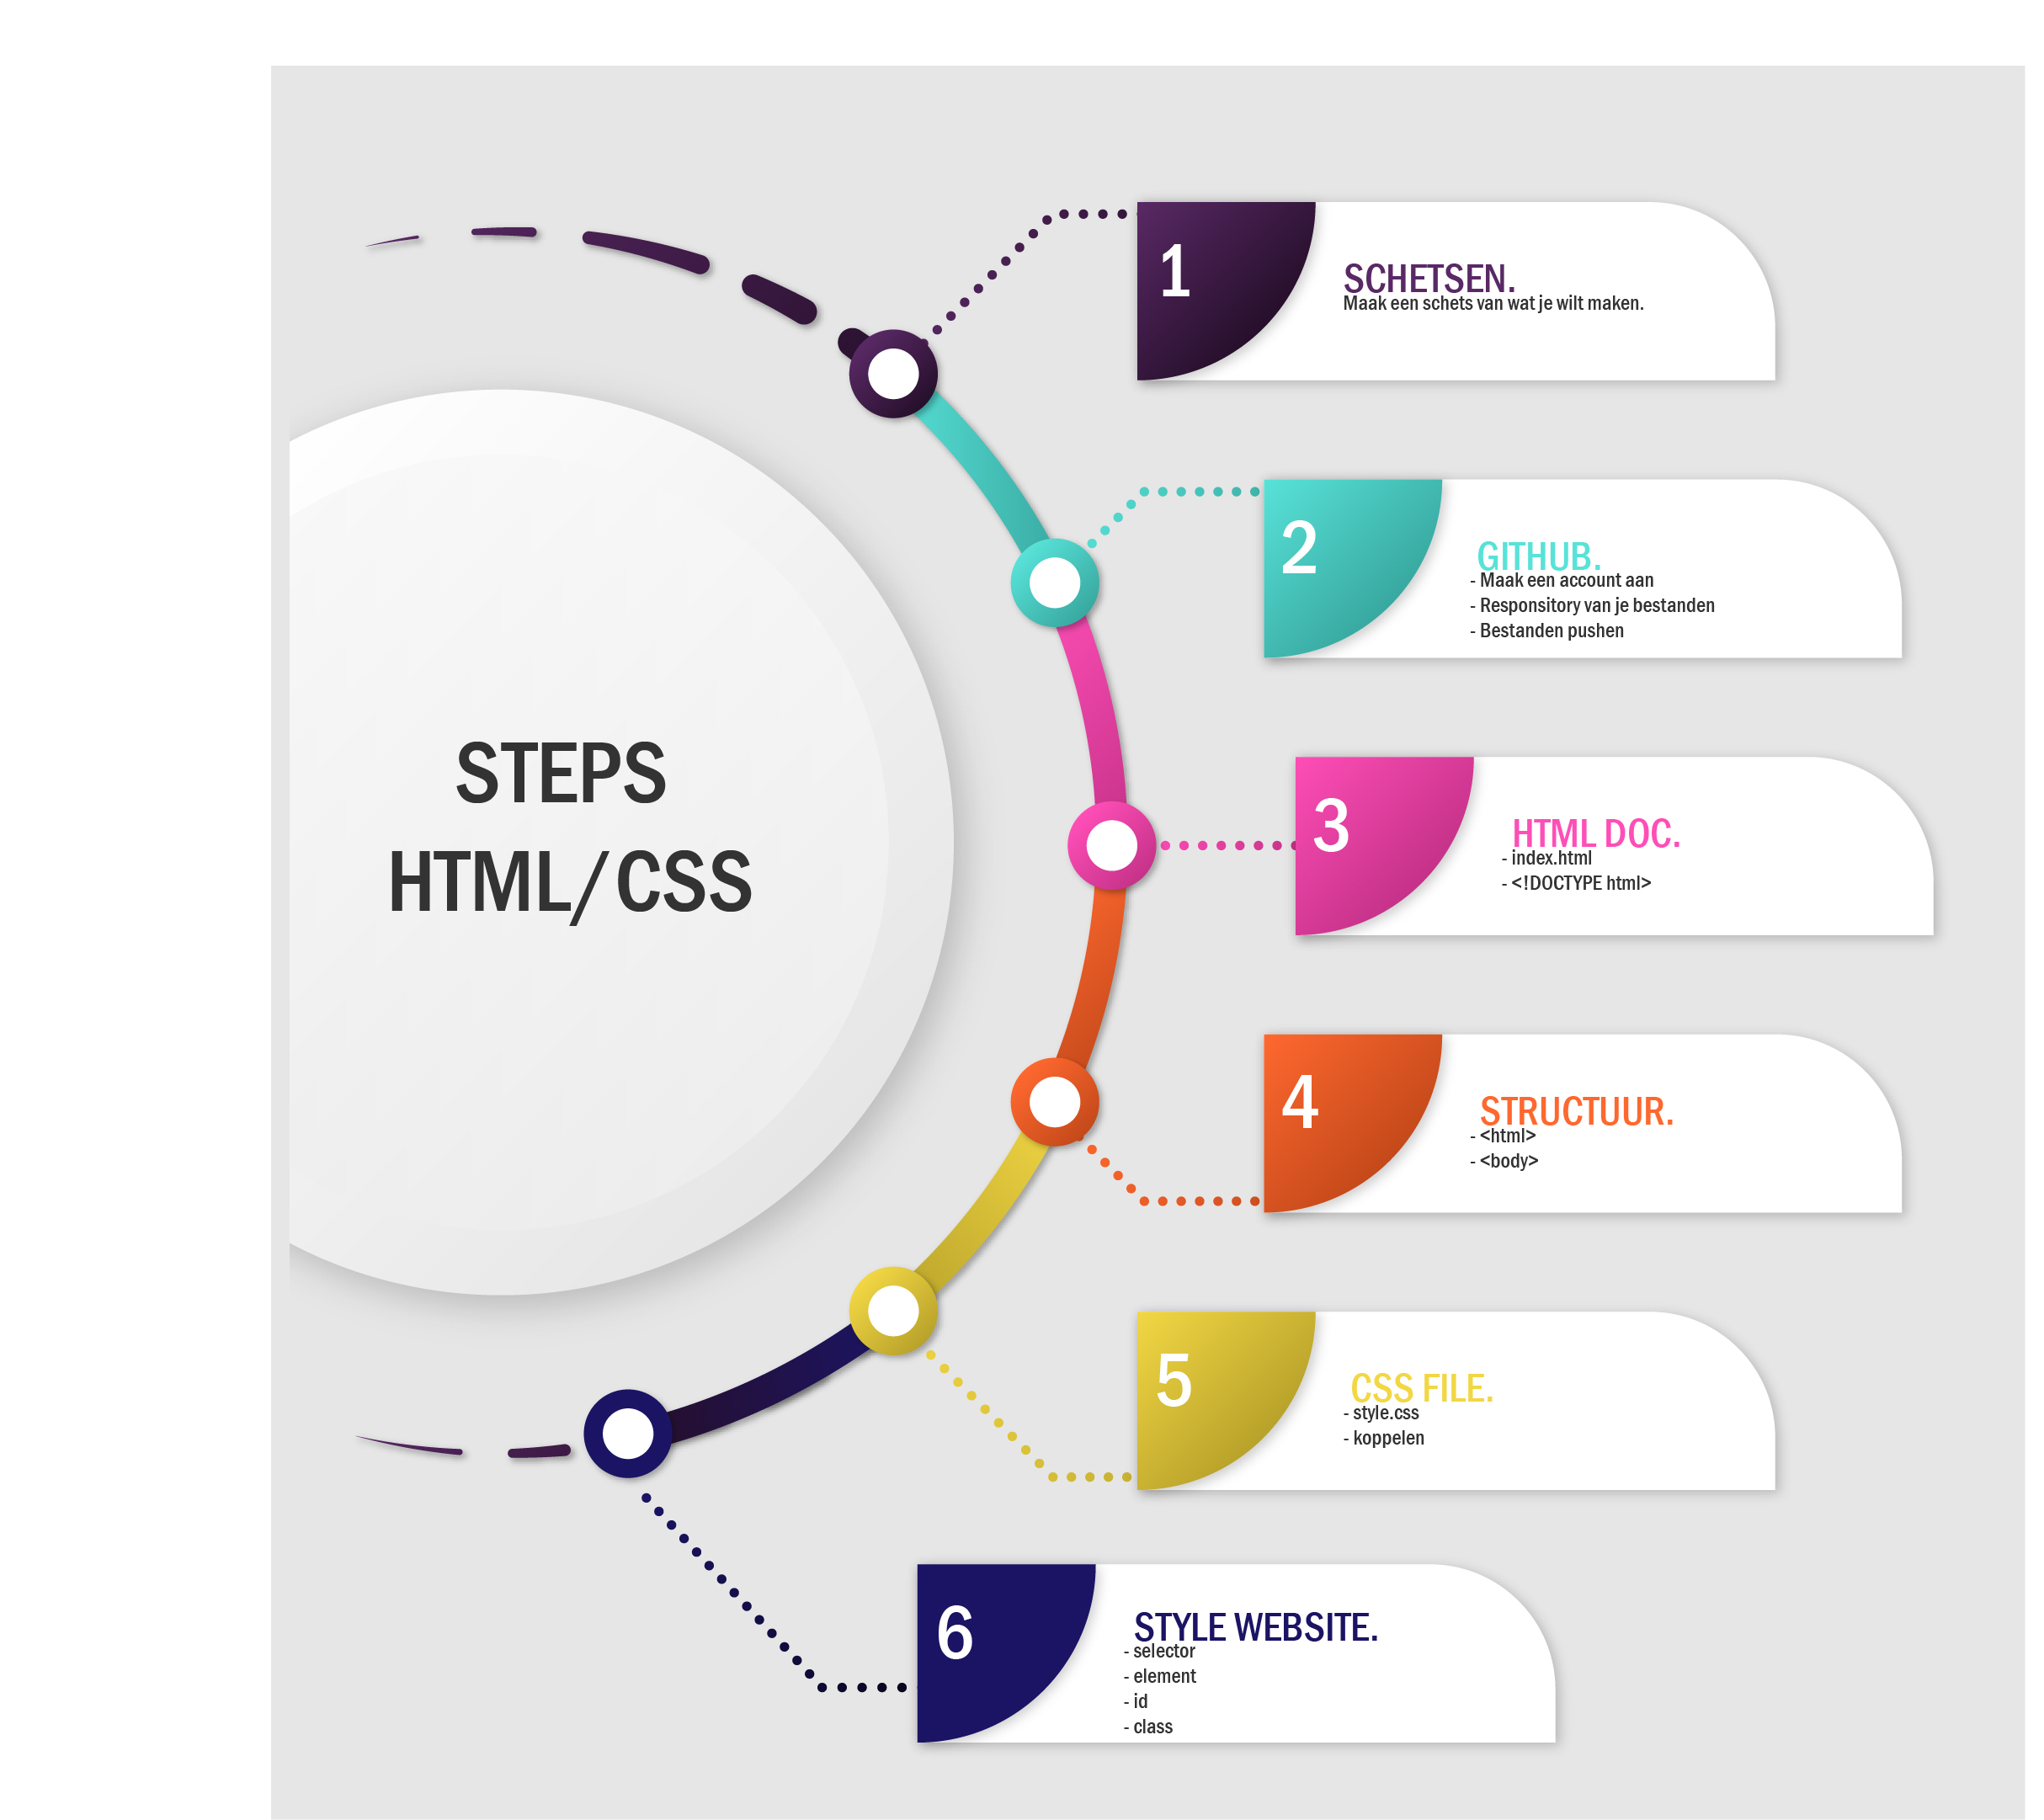 STEPS
HTML/CSS
1
SCHETSEN.
Maak een schets van wat je wilt maken.
2
GITHUB.
- Maak een account aan
- Responsitory van je bestanden
- Bestanden pushen
3
HTML DOC.
- index.html
- <!DOCTYPE html>
4
STRUCTUUR.
- <html>
- <body>
5
CSS FILE.
- style.css
- koppelen
6
STYLE WEBSITE.
- selector
- element
- id
- class